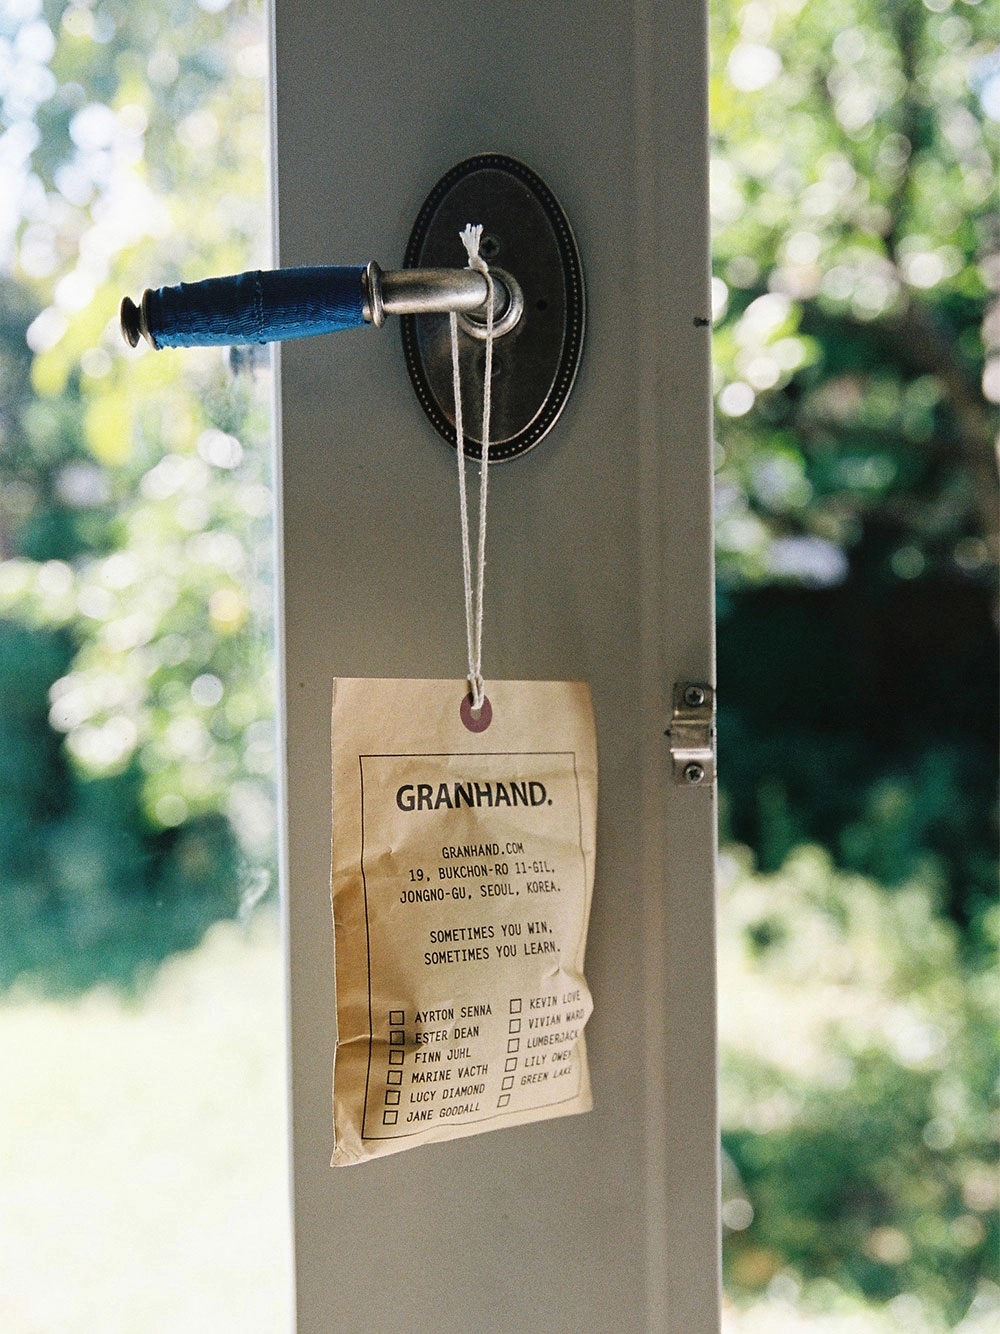 GRANHAND.
GRANHAND.COM
19, BUKCHON-RO 11-GIL,
JONGNO-GU, SEOUL, KOREA.
SOMETIMES YOU WIN,
SOMETIMES YOU LEARN.
AYRTON SENNA
ESTER DEAN
FINN JUHL
MARINE VACTH
LUCY DIAMOND
JANE GOODALL
KEVIN LOVE
VIVIAN WARD
LUMBERJACK
LILY OWEN
GREEN LAKE